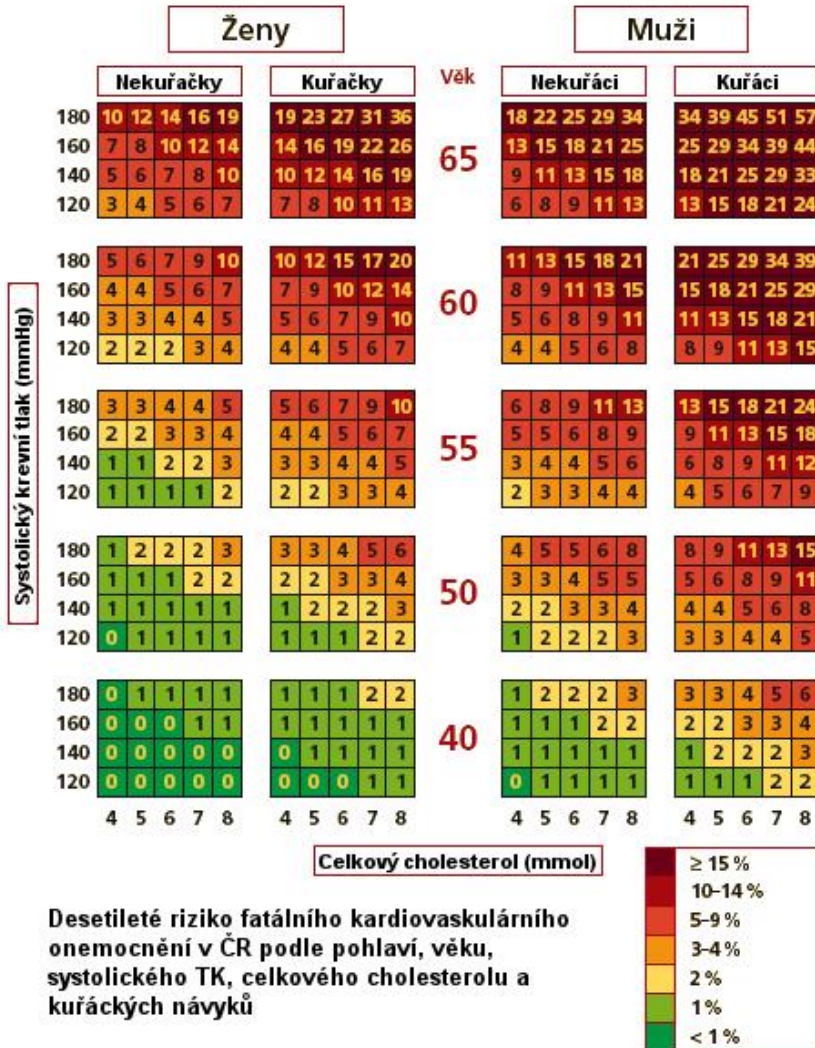 Ženy Muži
Nekuřačky Kuřačky Věk Nekuřáci Kuřáci
180 10 12 14 16 19 19 23 27 31 36 18 22 25 29 34 34 39 45 51 57
160 7 8 10 12 14 14 16 19 22 26 13 15 18 21 25 25 29 34 39 44
65
140 5 6 7 8 10 10 12 14 16 19 9 11 13 15 18 18 21 25 29 33
120 3 4 5 6 7 7 8 10 11 13 6 8 9 11 13 13 15 18 21 24
180 5 6 7 9 10 10 12 15 17 20 11 13 15 18 21 21 25 29 34 39
160 4 4 5 6 7 7 9 10 12 14 8 9 11 13 15 15 18 21 25 29
60
140 3 3 4 4 5 5 6 7 9 10 5 6 8 9 11 11 13 15 18 21
120 2 2 2 3 4 4 4 5 6 7 4 4 5 6 8 8 9 11 13 15
Systolický krevní tlak (mmHg)
180 3 3 4 4 5 5 6 7 9 10 6 8 9 11 13 13 15 18 21 24
160 2 2 3 3 4 4 4 5 6 7 5 5 6 8 9 9 11 13 15 18
55
140 1 1 2 2 3 3 3 4 4 5 3 4 4 5 6 6 8 9 11 12
120 1 1 1 1 2 2 2 3 3 4 2 3 3 4 4 4 5 6 7 9
180 1 2 2 2 3 3 3 4 5 6 4 5 5 6 8 8 9 11 13 15
160 1 1 1 2 2 2 2 3 3 4 3 3 4 5 5 5 6 8 9 11
50
140 1 1 1 1 1 1 2 2 2 3 2 2 3 3 4 4 4 5 6 8
120 0 1 1 1 1 1 1 1 2 2 1 2 2 2 3 3 3 4 4 5
180 0 1 1 1 1 1 1 1 2 2 1 2 2 2 3 3 3 4 5 6
160 0 0 0 1 1 1 1 1 1 1 1 1 1 2 2 2 2 3 3 4
40
140 0 0 0 0 0 0 1 1 1 1 1 1 1 1 1 1 2 2 2 3
120 0 0 0 0 0 0 0 0 1 1 0 1 1 1 1 1 1 1 2 2
4 5 6 7 8 4 5 6 7 8 4 5 6 7 8 4 5 6 7 8
Celkový cholesterol (mmol)
Desetileté riziko fatálního kardiovaskulárního
onemocnění v ČR podle pohlaví, věku,
systolického TK, celkového cholesterolu a
kuřáckých návyků
≥ 15 %
10–14 %
5–9 %
3–4 %
2 %
1 %
< 1 %